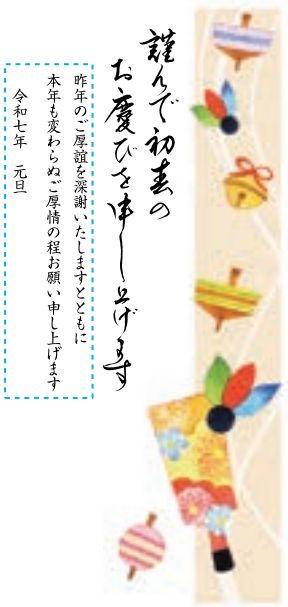 謹んで初春の
お慶びを申し上げます
昨年のご厚誼を深謝いたしますとともに
本年も変わらぬご厚情の程お願い申し上げます
令和七年　元旦